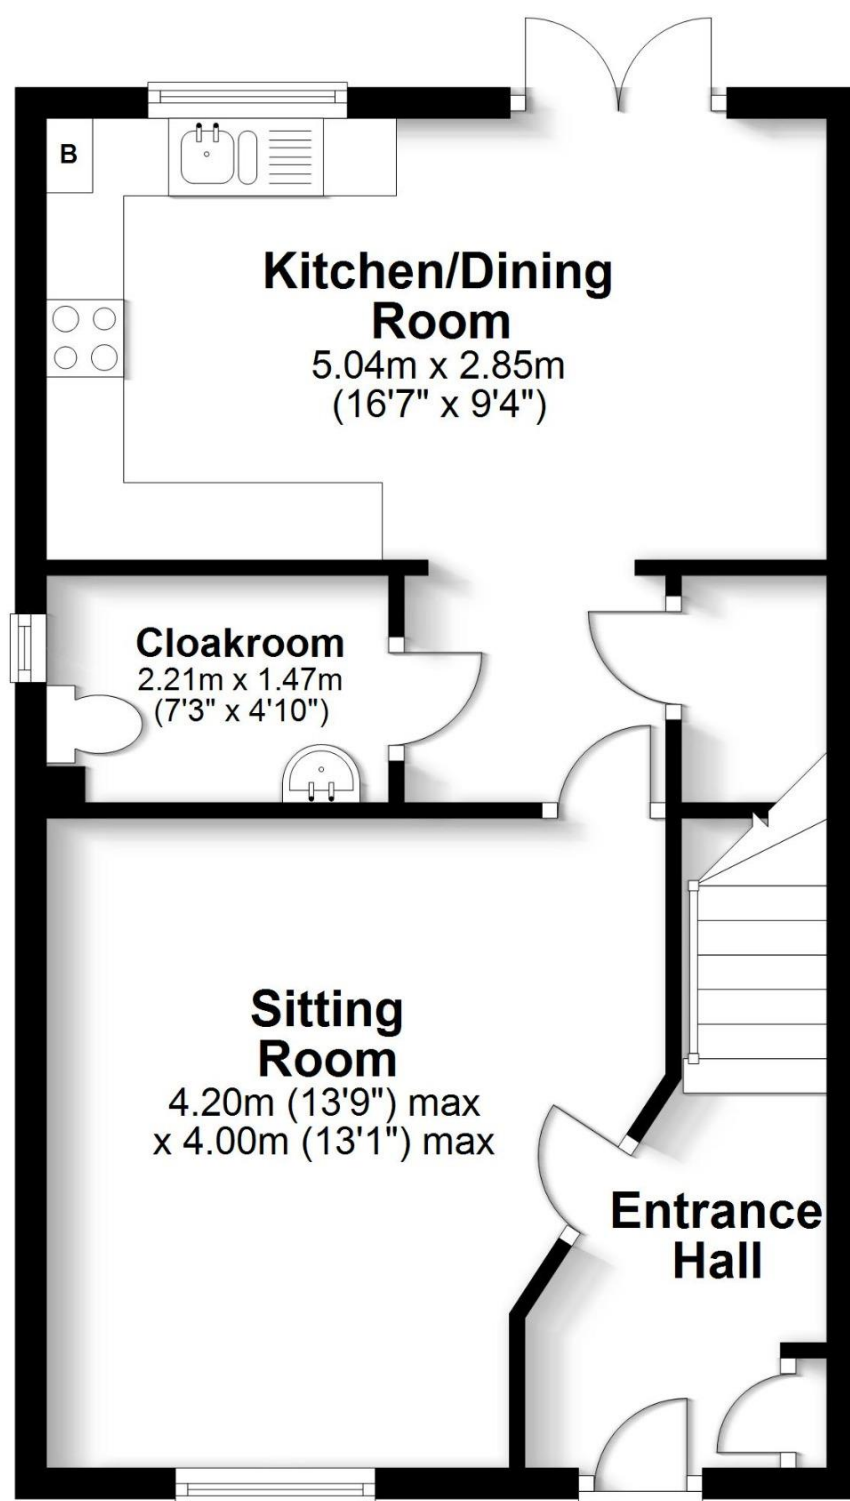 B
Kitchen/Dining
Room
5.04m x 2.85m
(16'7" x 9'4")
Cloakroom
2.21m x 1.47m
(7'3" x 4'10")
Sitting
Room
4.20m (13'9") max
x 4.00m (13'1") max
Entrance
Hall